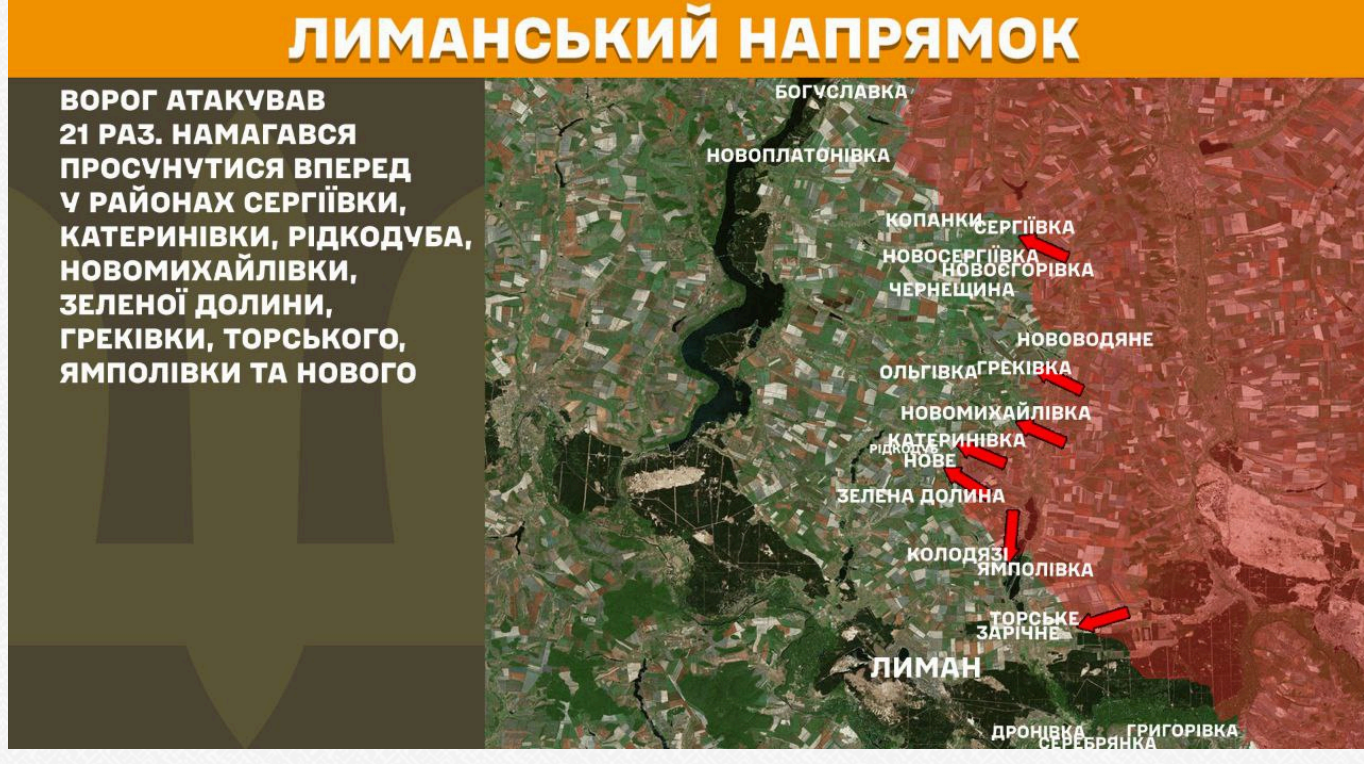 ЛИМАНСЬКИЙ НАПРЯМОК
ВОРОГ АТАКУВАВ
21 РАЗ. НАМАГАВСЯ
ПРОСУНУТИСЯ ВПЕРЕД
У РАЙОНАХ СЕРГІЇВКИ,
КАТЕРИНІВКИ, РІДКОДУБА,
НОВОМИХАЙЛІВКИ,
ЗЕЛЕНОЇ ДОЛИНИ,
ГРЕКІВКИ, ТОРСЬКОГО,
ЯМПОЛІВКИ ТА НОВОГО
БОГУСЛАВКА
НОВОПЛАТОНІВКА
КОПАНКИ
СЕРГІЇВКА
НОВОСЕРГІЇВКА
НОВОЄГОРІВКА
ЧЕРНЕЩИНА
НОВОВОДЯНЕ
ОЛЬГІВКА
ГРЕКІВКА
НОВОМИХАЙЛІВКА
КАТЕРИНІВКА
РІДКОДУБ
НОВЕ
ЗЕЛЕНА ДОЛИНА
КОЛОДЯЗІ
ЯМПОЛІВКА
ТОРСЬКЕ
ЗАРІЧНЕ
ЛИМАН
ДРОНІВКА
ГРИГОРІВКА
СЕРЕБРЯНКА